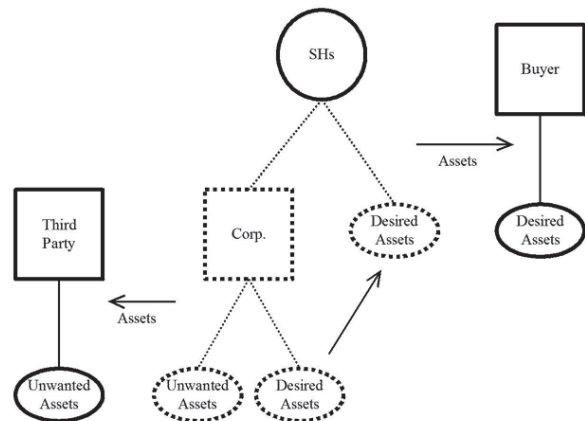 SHs
Buyer
Assets
Third
Party
Corp.
Desired
Assets
Desired
Assets
Assets
Unwanted
Assets
Unwanted
Assets
Desired
Assets